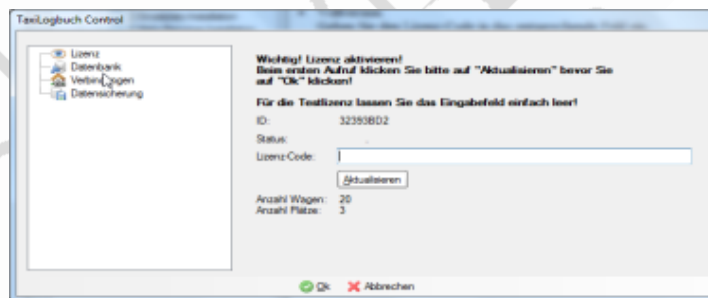 TaxiLogbuch Control
Lizenz
Datenbank
Verbindungen
Datensicherung
Wichtig! Lizenz aktivieren!
Beim ersten Aufruf klicken Sie bitte auf "Aktualisieren" bevor Sie
auf "Ok" klicken!
Für die Testlizenz lassen Sie das Eingabefeld einfach leer!
ID: 32393BD2
Status: .
Lizenz-Code:
Aktualisieren
Anzahl Wagen: 20
Anzahl Plätze: 3
Ok Abbrechen